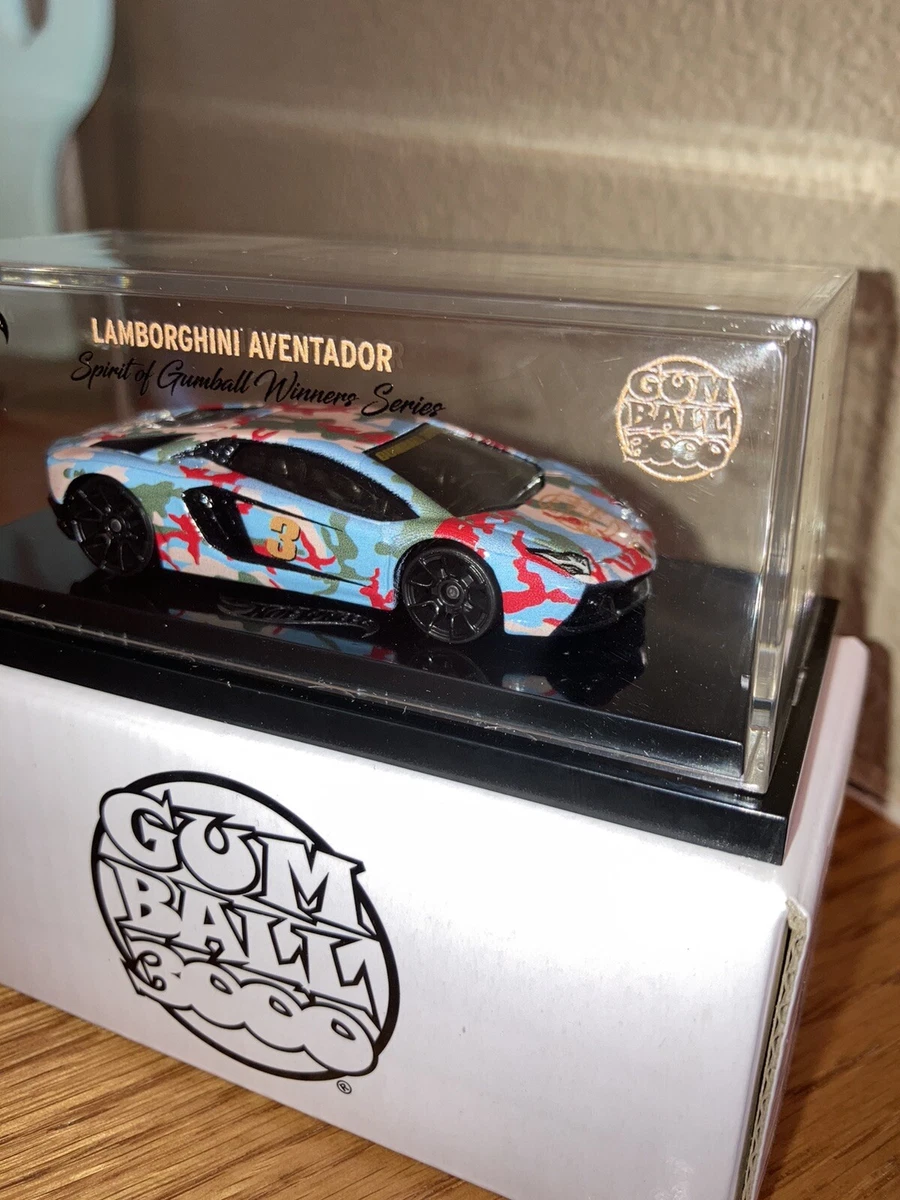 LAMBORGHINI AVENTADOR
Spirit of Gumball Winners Series
GUM
BALL
3000
3
GUM
BALL
3000
®